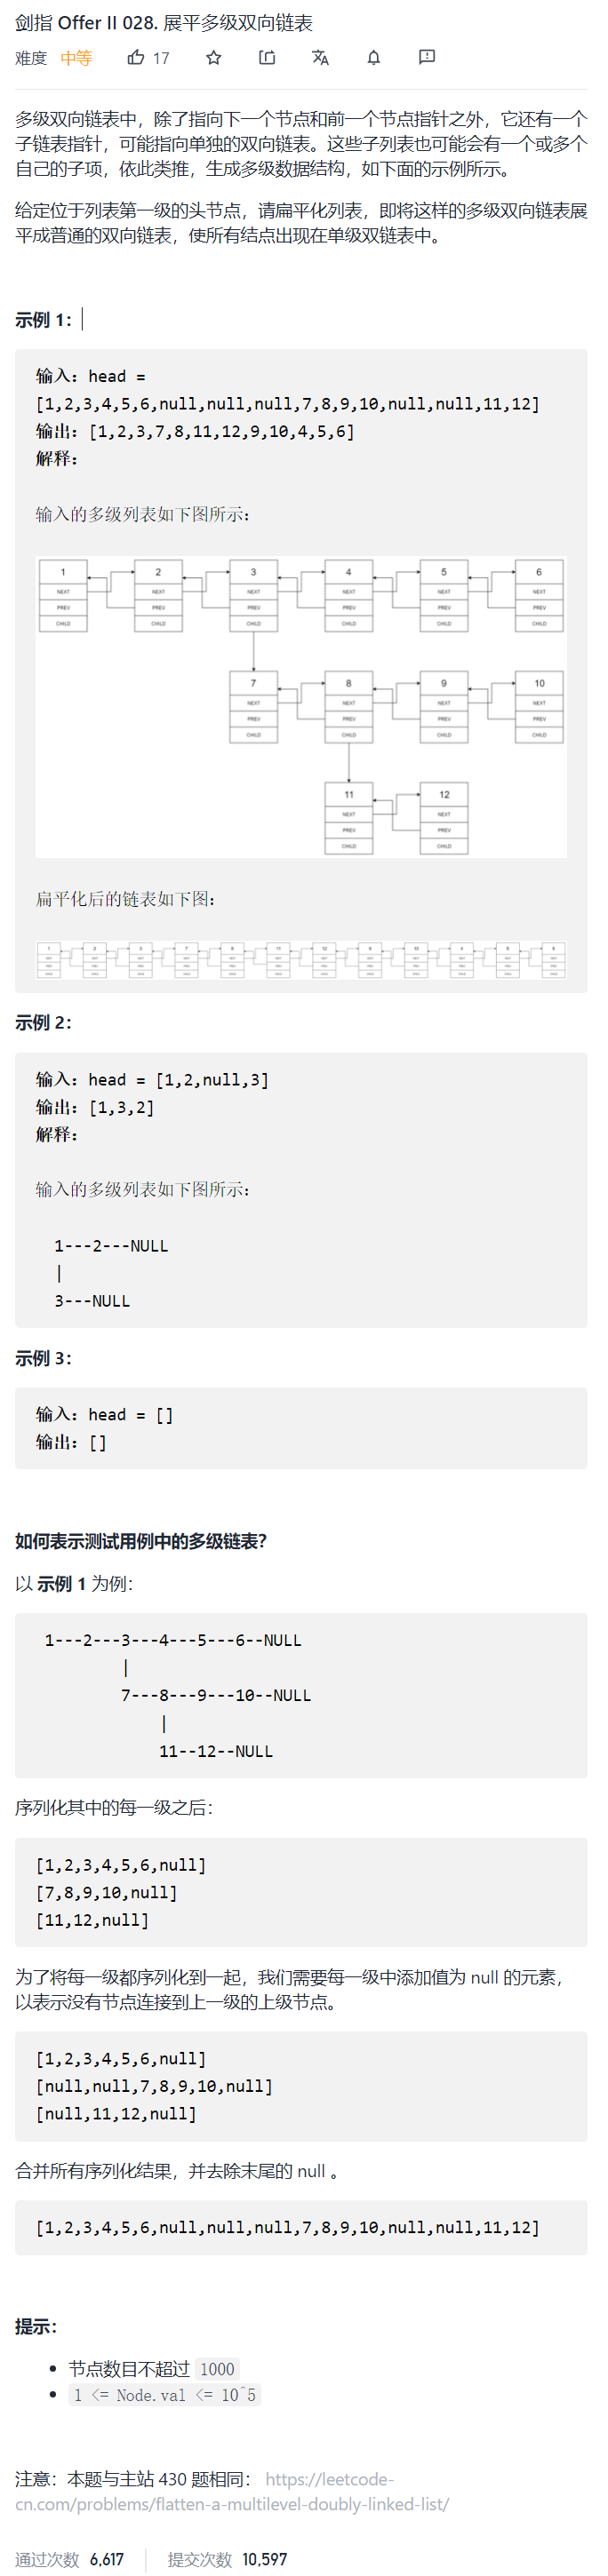 剑指 Offer II 028. 展平多级双向链表
难度 中等 17
多级双向链表中，除了指向下一个节点和前一个节点指针之外，它还有一个
子链表指针，可能指向单独的双向链表。这些子列表也可能会有一个或多个
自己的子项，依此类推，生成多级数据结构，如下面的示例所示。
给定位于列表第一级的头节点，请扁平化列表，即将这样的多级双向链表展
平成普通的双向链表，使所有结点出现在单级双链表中。
示例 1：
输入：head =
[1,2,3,4,5,6,null,null,null,7,8,9,10,null,null,11,12]
输出：[1,2,3,7,8,11,12,9,10,4,5,6]
解释：
输入的多级列表如下图所示：
1 2 3 4 5 6
NEXT NEXT NEXT NEXT NEXT NEXT
PREV PREV PREV PREV PREV PREV
CHILD CHILD CHILD CHILD CHILD CHILD
7 8 9 10
NEXT NEXT NEXT NEXT
PREV PREV PREV PREV
CHILD CHILD CHILD CHILD
11 12
NEXT NEXT
PREV PREV
CHILD CHILD
扁平化后的链表如下图：
1 2 3 7 8 11 12 9 10 4 5 6
示例 2：
输入：head = [1,2,null,3]
输出：[1,3,2]
解释：
输入的多级列表如下图所示：
1---2---NULL
|
3---NULL
示例 3：
输入：head = []
输出：[]
如何表示测试用例中的多级链表？
以 示例 1 为例：
1---2---3---4---5---6--NULL
|
7---8---9---10--NULL
|
11--12--NULL
序列化其中的每一级之后：
[1,2,3,4,5,6,null]
[7,8,9,10,null]
[11,12,null]
为了将每一级都序列化到一起，我们需要每一级中添加值为 null 的元素，
以表示没有节点连接到上一级的上级节点。
[1,2,3,4,5,6,null]
[null,null,7,8,9,10,null]
[null,11,12,null]
合并所有序列化结果，并去除末尾的 null 。
[1,2,3,4,5,6,null,null,null,7,8,9,10,null,null,11,12]
提示：
• 节点数目不超过 1000
• 1 <= Node.val <= 10^5
注意：本题与主站 430 题相同： https://leetcode-
cn.com/problems/flatten-a-multilevel-doubly-linked-list/
通过次数 6,617 提交次数 10,597